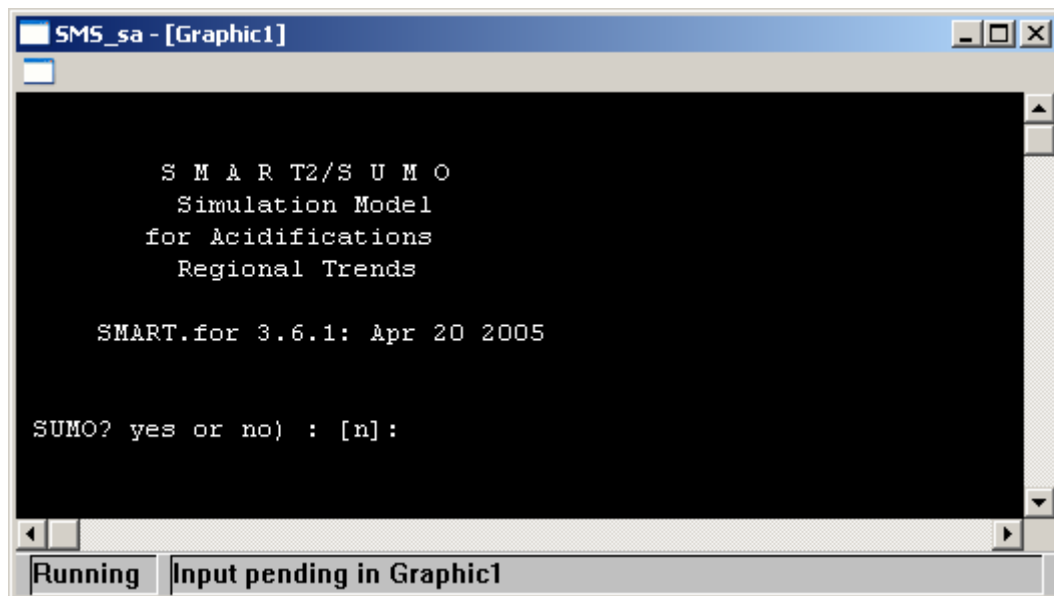 SMS_sa - [Graphic1]
S M A R T2/S U M O
Simulation Model
for Acidifications
Regional Trends
SMART.for 3.6.1: Apr 20 2005
SUMO? yes or no) : [n]:
Running Input pending in Graphic1